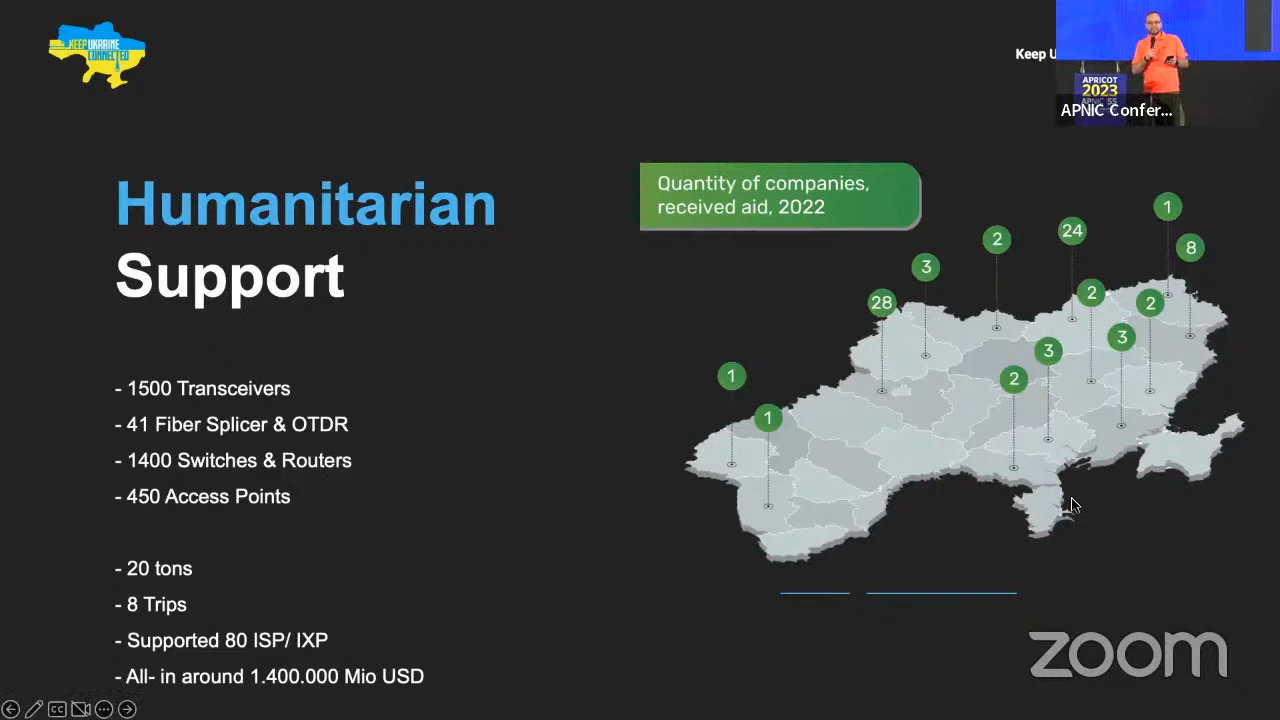 KEEP UKRAINE
CONNECTED
Keep U
APRICOT
2023
APNIC 55
APNIC Confer...
Humanitarian
Support
Quantity of companies,
received aid, 2022
1
8
24
2
3
28
2
2
3
3
2
1
1
- 1500 Transceivers
- 41 Fiber Splicer & OTDR
- 1400 Switches & Routers
- 450 Access Points
- 20 tons
- 8 Trips
- Supported 80 ISP/ IXP
- All- in around 1.400.000 Mio USD
zoom
CC